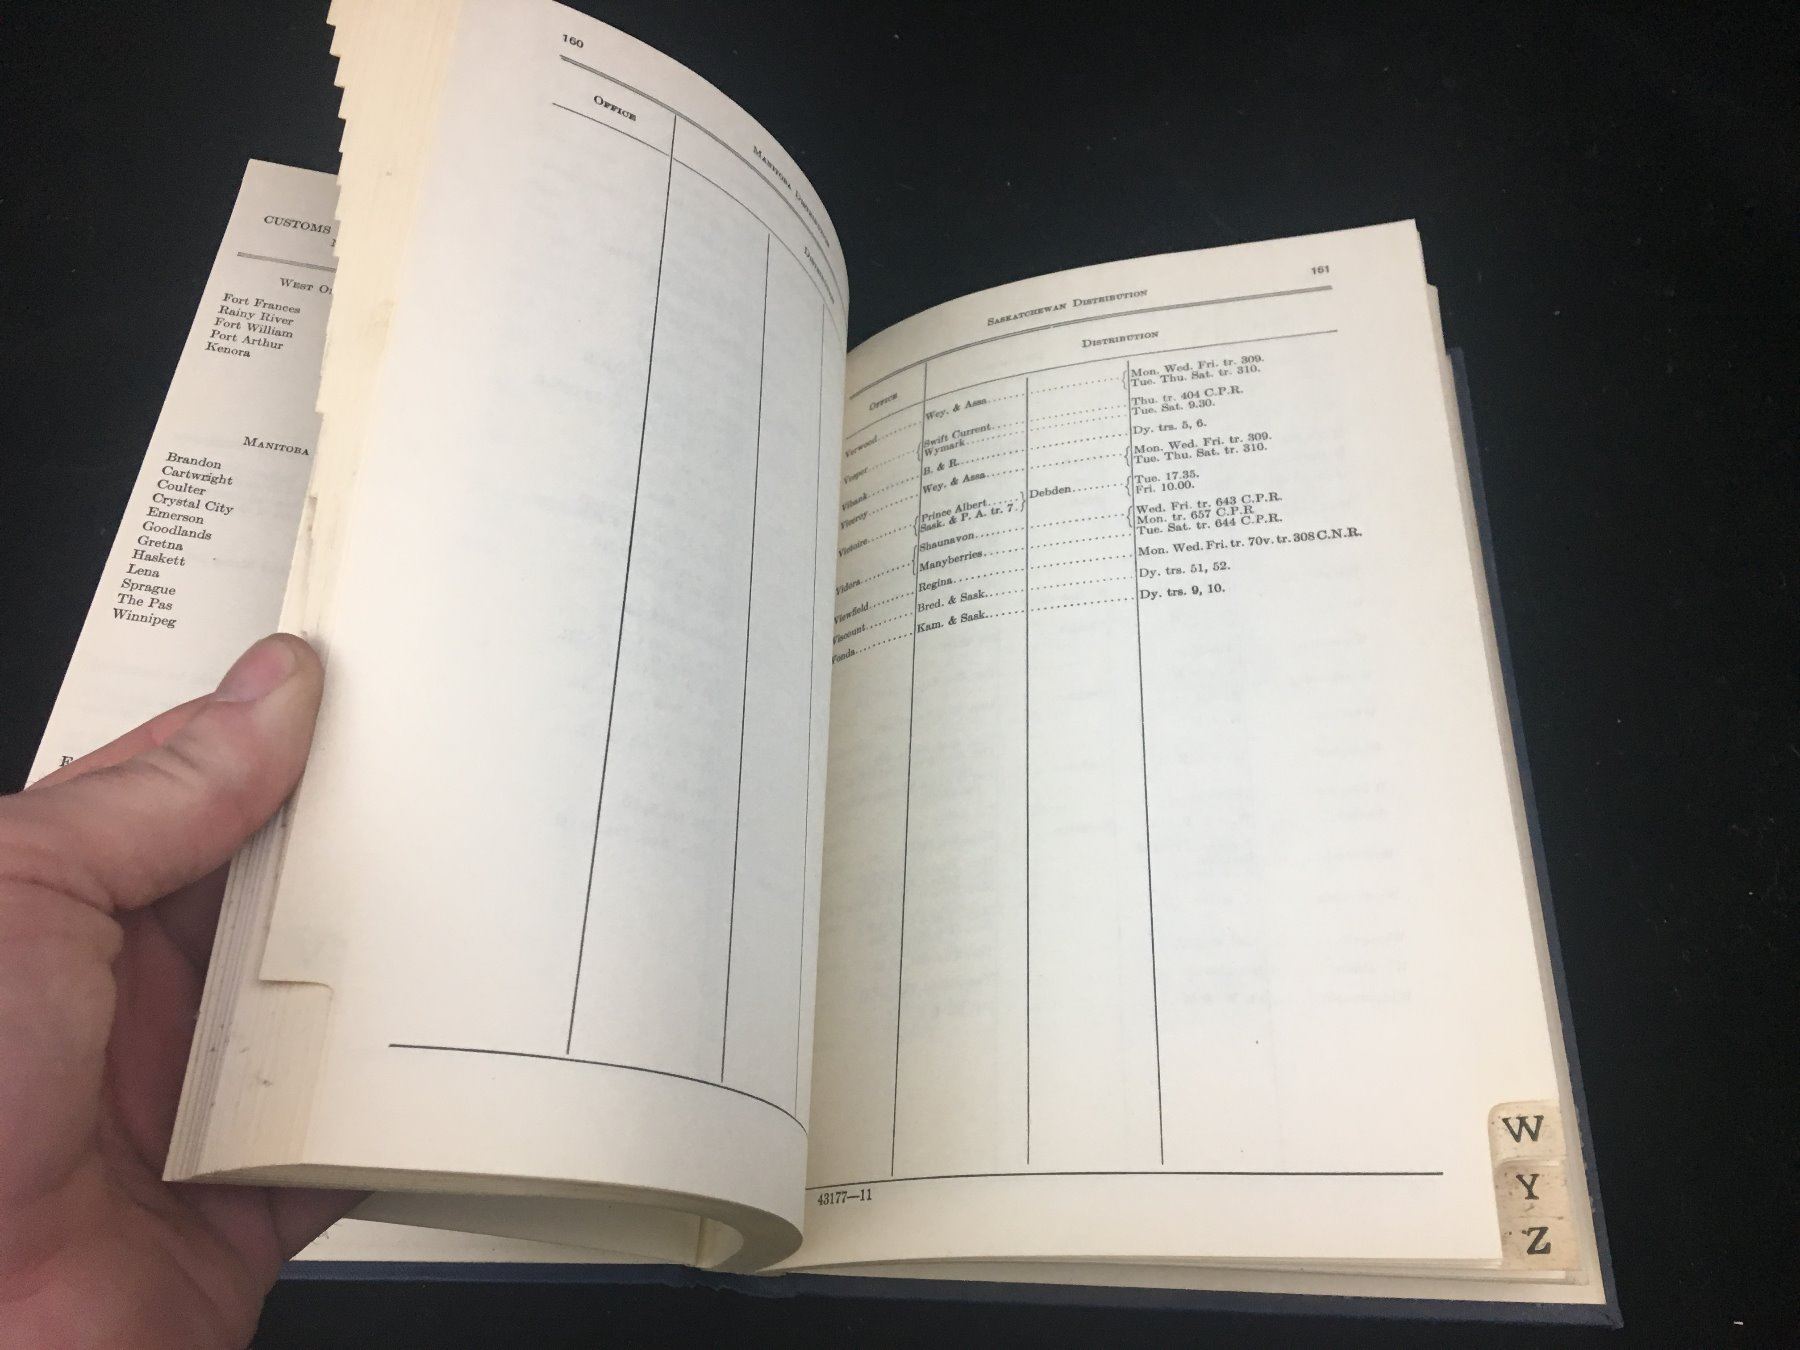 CUSTOMS
WEST
Fort Frances
Rainy River
Fort William
Port Arthur
Kenora
MANITOBA
Brandon
Cartwright
Coulter
Crystal City
Emerson
Goodlands
Gretna
Haskett
Lena
Sprague
The Pas
Winnipeg
160
MANITOBA DISTRIBUTION
OFFICE
DISTRIBUTION
161
SASKATCHEWAN DISTRIBUTION
OFFICE DISTRIBUTION
Verwood........ Wey. & Assa........ { Mon. Wed. Fri. tr. 309.
Tue. Thu. Sat. tr. 310.
Vesper........ { Swift Current........ Thu. tr. 404 C.P.R.
Wymark........ Tue. Sat. 9.30.
Vibank........ B. & R........ Dy. trs. 5, 6.
Viceroy........ Wey. & Assa........ { Mon. Wed. Fri. tr. 309.
Tue. Thu. Sat. tr. 310.
Victoire........ { Prince Albert...... } Debden........ { Tue. 17.35.
Sask. & P. A. tr. 7. Fri. 10.00.
Vidora........ { Shaunavon........ { Wed. Fri. tr. 643 C.P.R.
Mon. tr. 657 C.P.R
Manyberries........ Tue. Sat. tr. 644 C.P.R.
Viewfield........ Regina........ Mon. Wed. Fri. tr. 70v. tr. 308 C.N.R.
Viscount........ Bred. & Sask........ Dy. trs. 51, 52.
Vonda........ Kam. & Sask........ Dy. trs. 9, 10.
43177—11
W
Y
Z